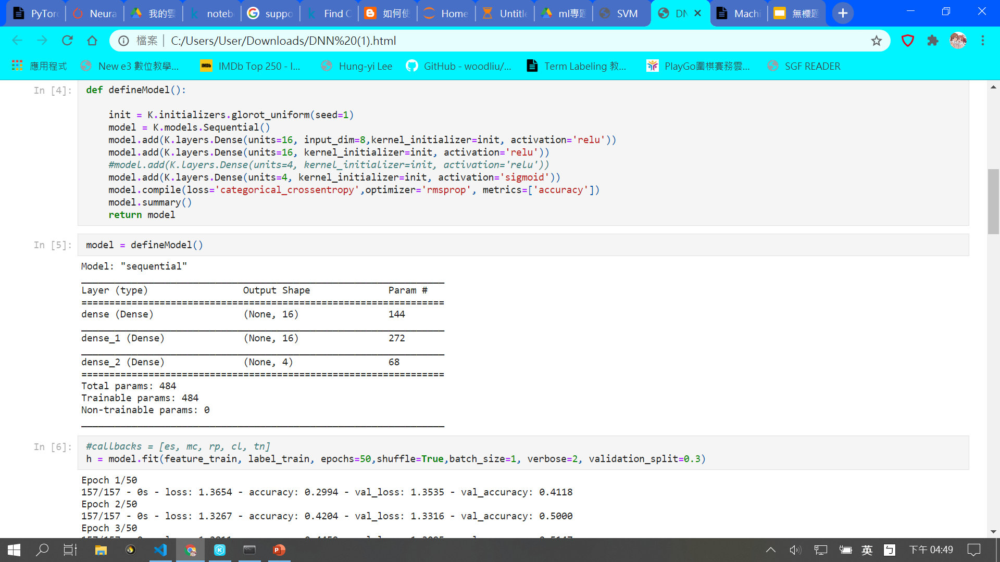 PyTorc
Neura
我的雲
noteb
suppo
Find C
如何使
Home
Untitle
ml專題
SVM
DN
Machi
無標題
檔案 C:/Users/User/Downloads/DNN%20(1).html
應用程式
New e3 數位教學...
IMDb IMDb Top 250 - I...
Hung-yi Lee
GitHub - woodliu/...
Term Labeling 教...
PlayGo圍棋賽務雲...
SGF READER
In [4]: def defineModel():
init = K.initializers.glorot_uniform(seed=1)
model = K.models.Sequential()
model.add(K.layers.Dense(units=16, input_dim=8,kernel_initializer=init, activation='relu'))
model.add(K.layers.Dense(units=16, kernel_initializer=init, activation='relu'))
#model.add(K.layers.Dense(units=4, kernel_initializer=init, activation='relu'))
model.add(K.layers.Dense(units=4, kernel_initializer=init, activation='sigmoid'))
model.compile(loss='categorical_crossentropy',optimizer='rmsprop', metrics=['accuracy'])
model.summary()
return model
In [5]: model = defineModel()
Model: "sequential"
_________________________________________________________________
Layer (type) Output Shape Param #
=================================================================
dense (Dense) (None, 16) 144
_________________________________________________________________
dense_1 (Dense) (None, 16) 272
_________________________________________________________________
dense_2 (Dense) (None, 4) 68
=================================================================
Total params: 484
Trainable params: 484
Non-trainable params: 0
_________________________________________________________________
In [6]: #callbacks = [es, mc, rp, cl, tn]
h = model.fit(feature_train, label_train, epochs=50,shuffle=True,batch_size=1, verbose=2, validation_split=0.3)
Epoch 1/50
157/157 - 0s - loss: 1.3654 - accuracy: 0.2994 - val_loss: 1.3535 - val_accuracy: 0.4118
Epoch 2/50
157/157 - 0s - loss: 1.3267 - accuracy: 0.4204 - val_loss: 1.3316 - val_accuracy: 0.5000
Epoch 3/50
英
ㄅ
下午 04:49